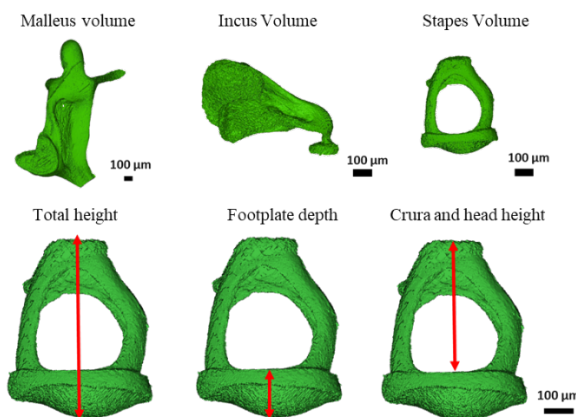 Malleus volume
Incus Volume
Stapes Volume
100 µm
100 µm
100 µm
Total height
Footplate depth
Crura and head height
100 µm